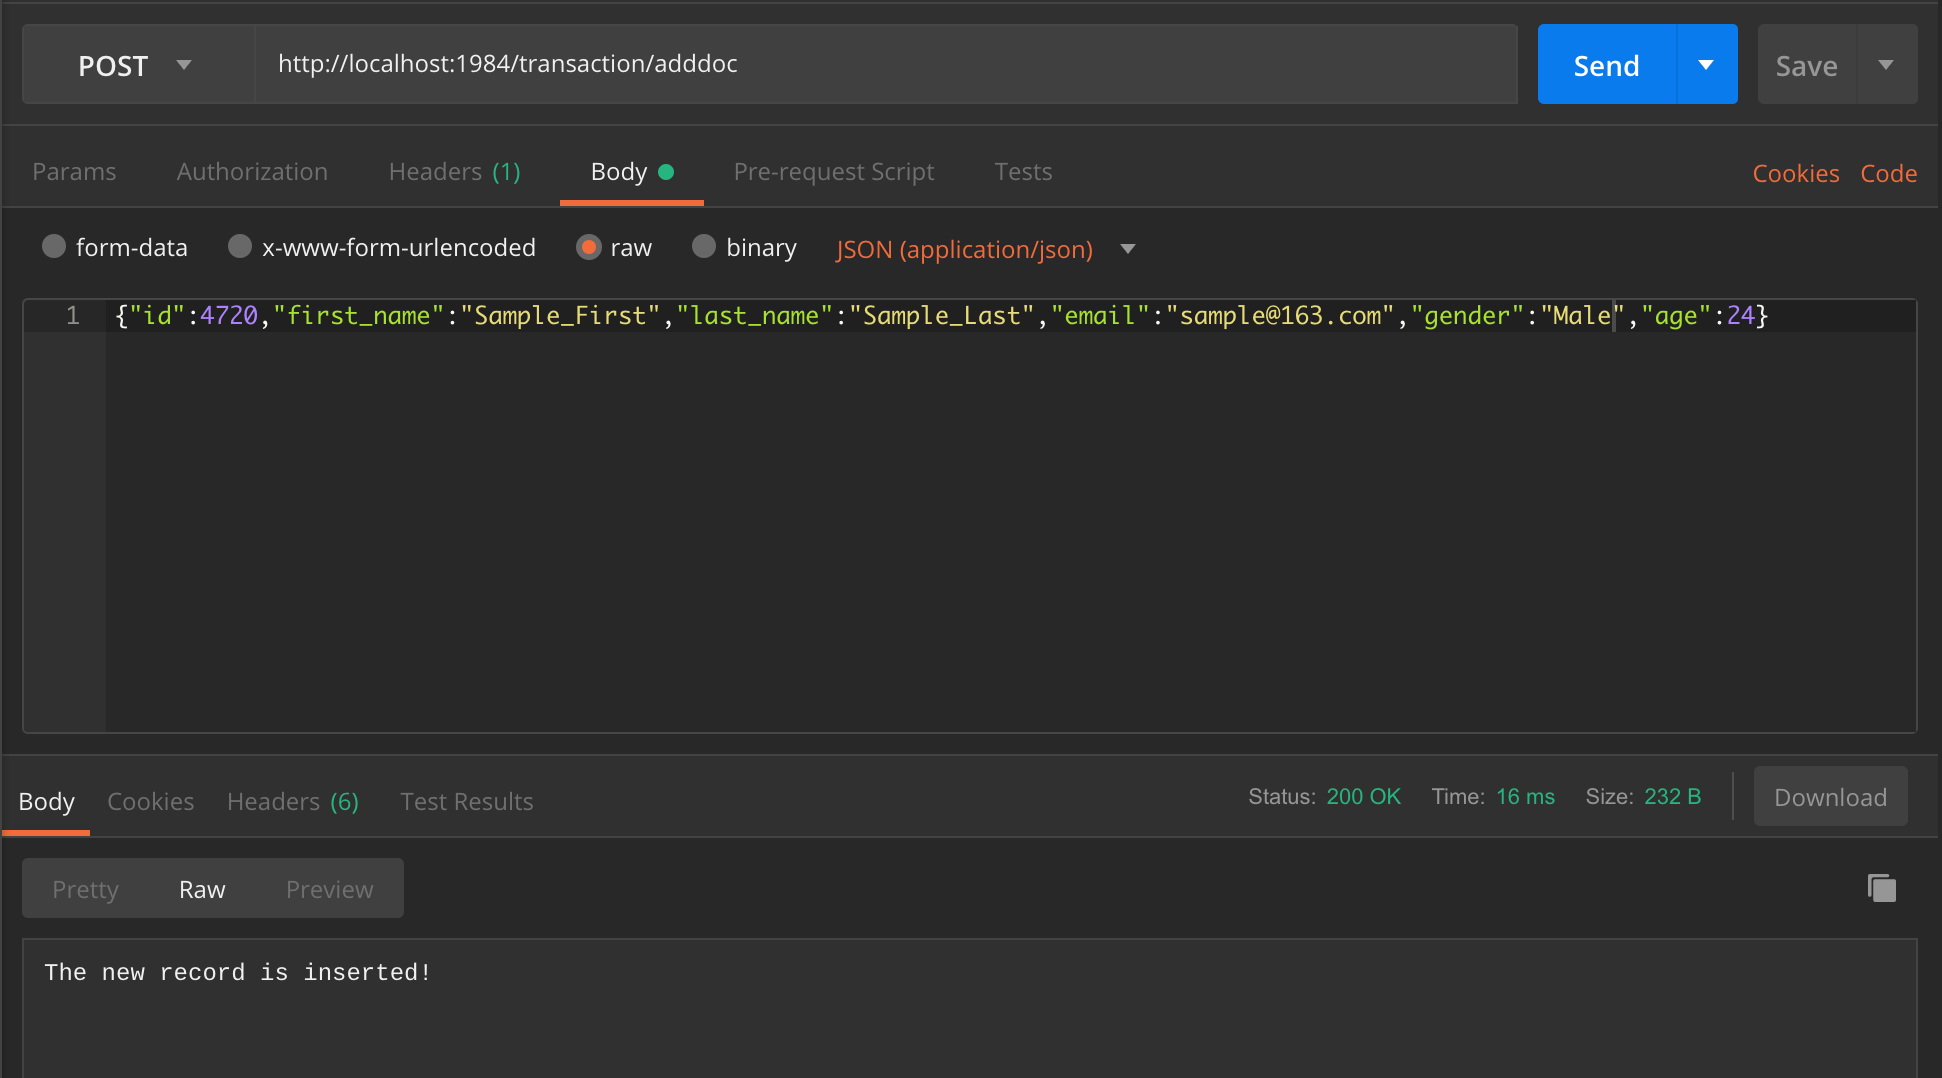 POST http://localhost:1984/transaction/adddoc Send Save
Params Authorization Headers (1) Body Pre-request Script Tests Cookies Code
form-data x-www-form-urlencoded raw binary JSON (application/json)
1 {"id":4720,"first_name":"Sample_First","last_name":"Sample_Last","email":"sample@163.com","gender":"Male","age":24}
Body Cookies Headers (6) Test Results Status: 200 OK Time: 16 ms Size: 232 B Download
Pretty Raw Preview
The new record is inserted!